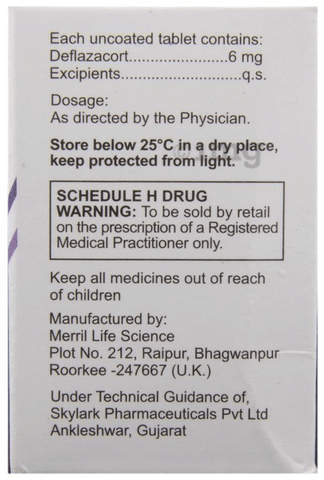 Each uncoated tablet contains:
Deflazacort.......................6 mg
Excipients............................q.s.
Dosage:
As directed by the Physician.
Store below 25°C in a dry place,
keep protected from light.
SCHEDULE H DRUG
WARNING: To be sold by retail
on the prescription of a Registered
Medical Practitioner only.
Keep all medicines out of reach
of children
Manufactured by:
Merril Life Science
Plot No. 212, Raipur, Bhagwanpur
Roorkee -247667 (U.K.)
Under Technical Guidance of,
Skylark Pharmaceuticals Pvt Ltd
Ankleshwar, Gujarat